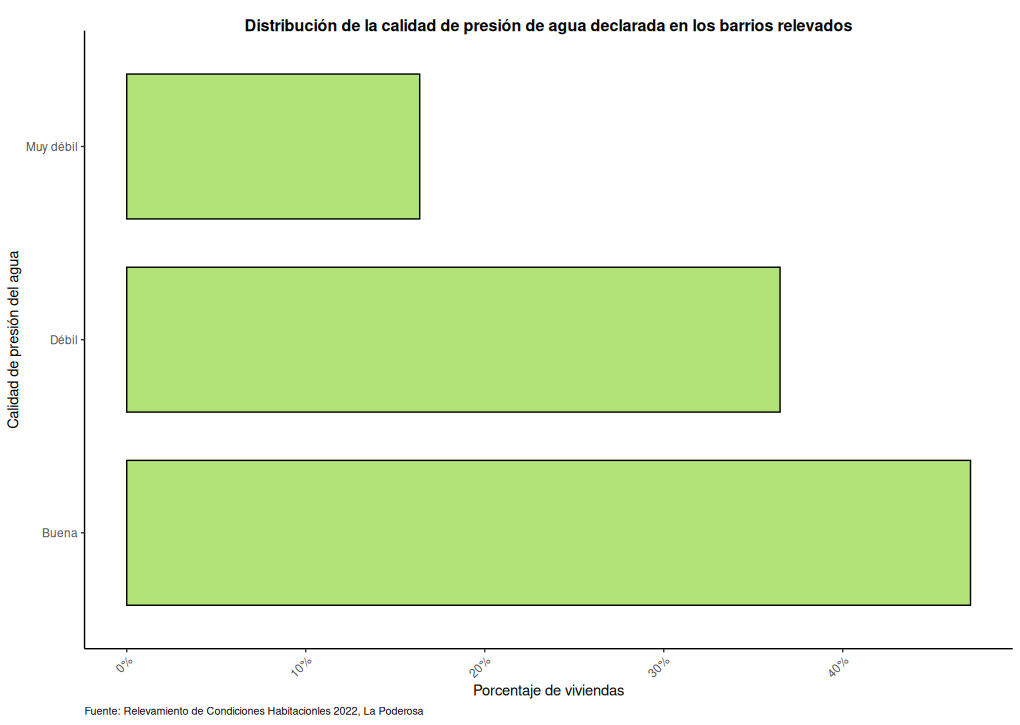 Distribución de la calidad de presión de agua declarada en los barrios relevados
Calidad de presión del agua
Muy débil
Débil
Buena
0%
10%
20%
30%
40%
Porcentaje de viviendas
Fuente: Relevamiento de Condiciones Habitacionles 2022, La Poderosa